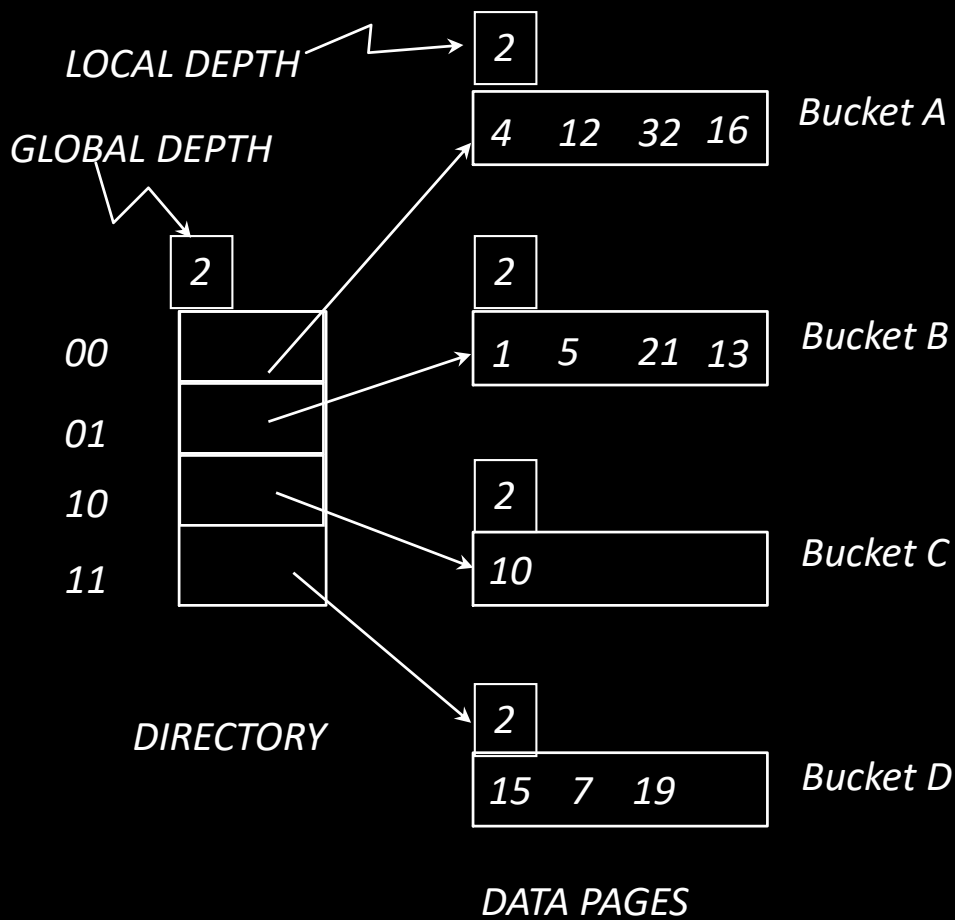 LOCAL DEPTH
2
4 12 32 16
Bucket A
GLOBAL DEPTH
2
2
1 5 21 13
Bucket B
00
01
10
11
2
10
Bucket C
2
15 7 19
Bucket D
DIRECTORY
DATA PAGES